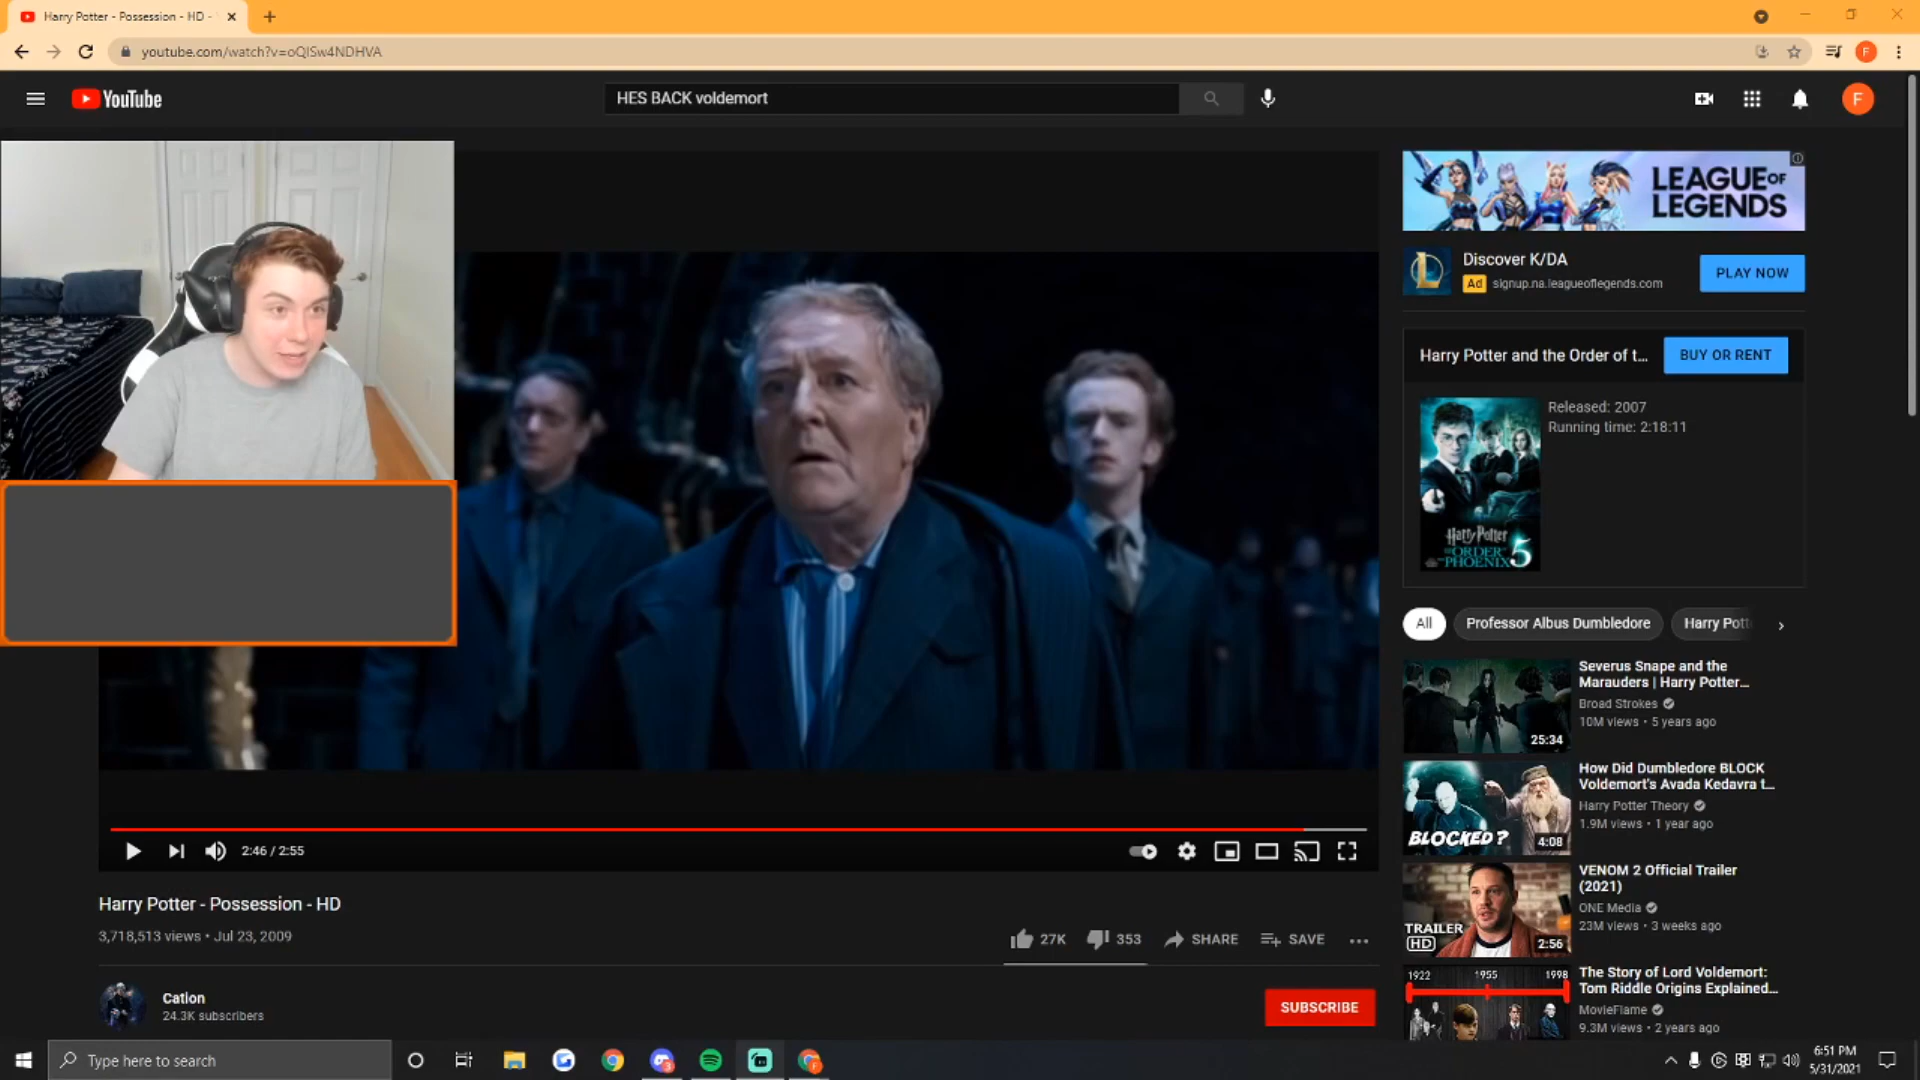 Harry Potter - Possession - HD -
youtube.com/watch?v=oQISw4NDHVA
F
YouTube
HES BACK voldemort
F
LEAGUE OF
LEGENDS
Discover K/DA
Ad signup.na.leagueoflegends.com
PLAY NOW
Harry Potter and the Order of t...
BUY OR RENT
Released: 2007
Running time: 2:18:11
Harry Potter
ORDER OF
PHOENIX 5
All
Professor Albus Dumbledore
Harry Pott
Severus Snape and the
Marauders | Harry Potter...
Broad Strokes
10M views • 5 years ago
25:34
How Did Dumbledore BLOCK
Voldemort's Avada Kedavra t...
Harry Potter Theory
1.9M views • 1 year ago
BLOCKED?
4:08
VENOM 2 Official Trailer
(2021)
ONE Media
23M views • 3 weeks ago
TRAILER
HD
2:56
The Story of Lord Voldemort:
Tom Riddle Origins Explained...
MovieFlame
9.3M views • 2 years ago
1922 1955 1998
2:46 / 2:55
Harry Potter - Possession - HD
3,718,513 views • Jul 23, 2009
27K
353
SHARE
SAVE
Cation
24.3K subscribers
SUBSCRIBE
Type here to search
6:51 PM
5/31/2021